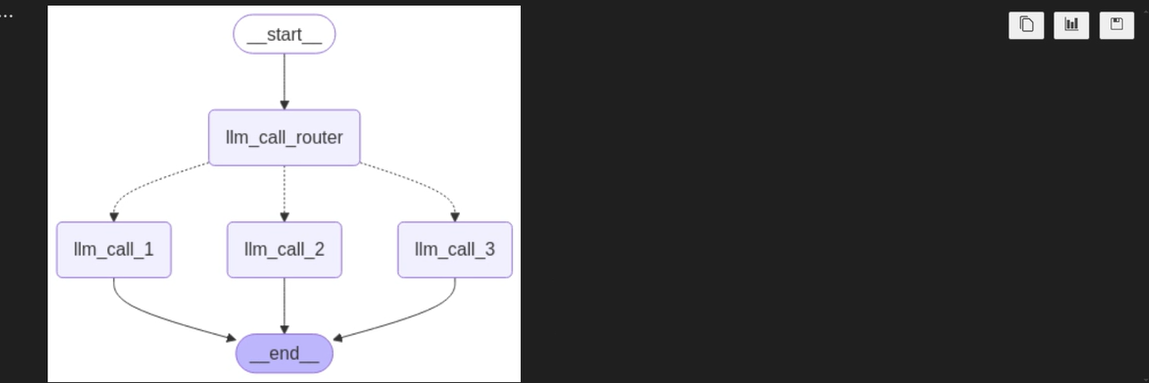 ...
__start__
llm_call_router
llm_call_1
llm_call_2
llm_call_3
__end__